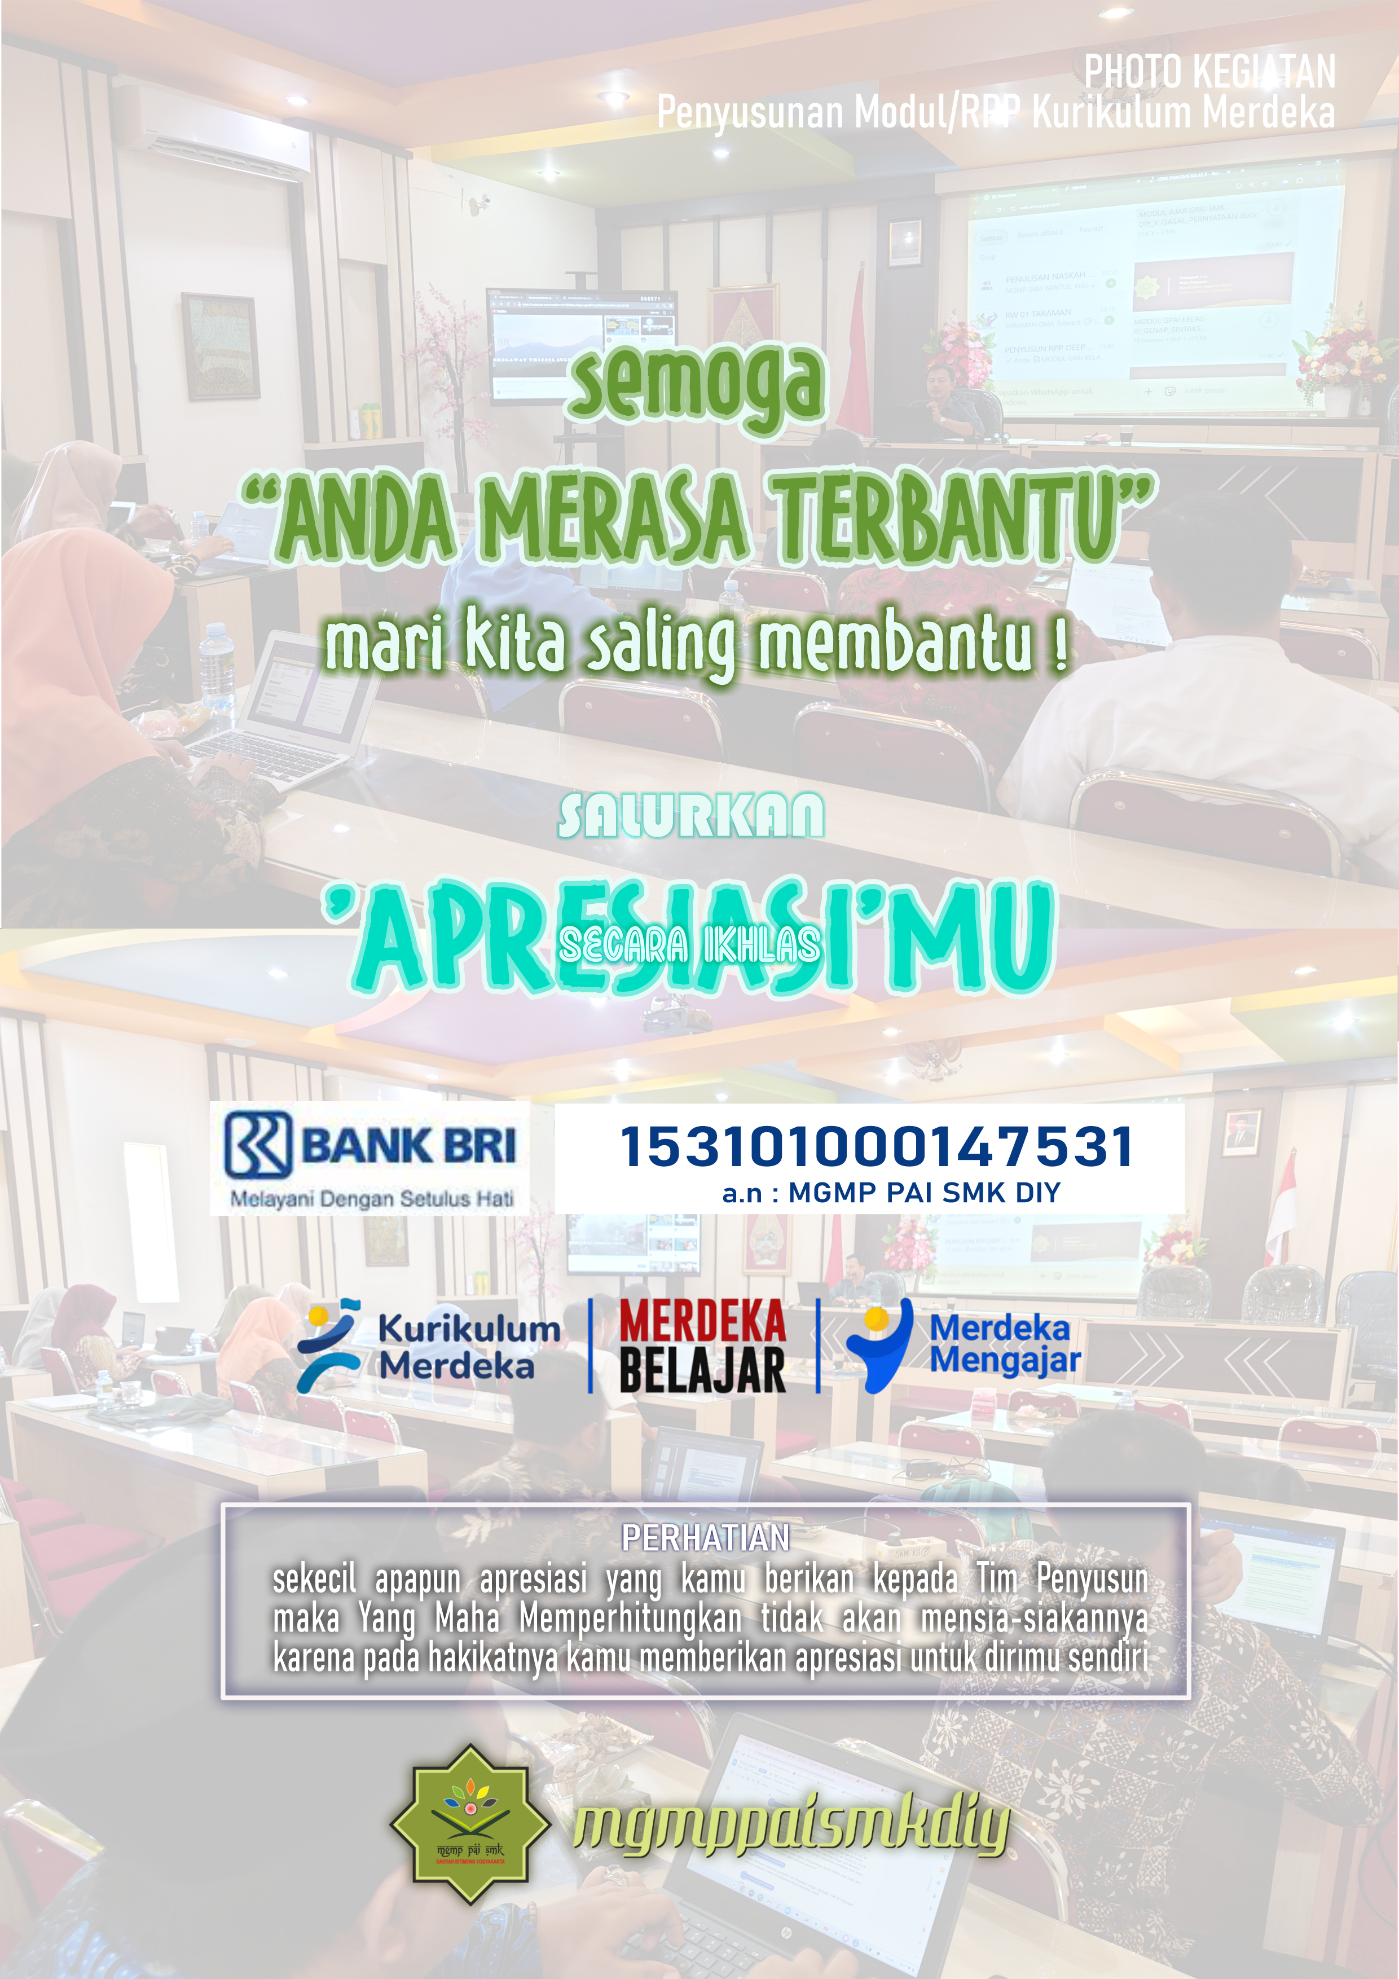 PHOTO KEGIATAN
Penyusunan Modul/RPP Kurikulum Merdeka
semoga
“ANDA MERASA TERBANTU”
mari kita saling membantu !
SALURKAN
’APRESIASI’MU
SECARA IKHLAS
BANK BRI
Melayani Dengan Setulus Hati
153101000147531
a.n : MGMP PAI SMK DIY
Kurikulum
Merdeka
MERDEKA
BELAJAR
Merdeka
Mengajar
PERHATIAN
sekecil apapun apresiasi yang kamu berikan kepada Tim Penyusun
maka Yang Maha Memperhitungkan tidak akan mensia-siakannya
karena pada hakikatnya kamu memberikan apresiasi untuk dirimu sendiri
mgmp pai smk
DAERAH ISTIMEWA YOGYAKARTA
mgmppaismkdiy